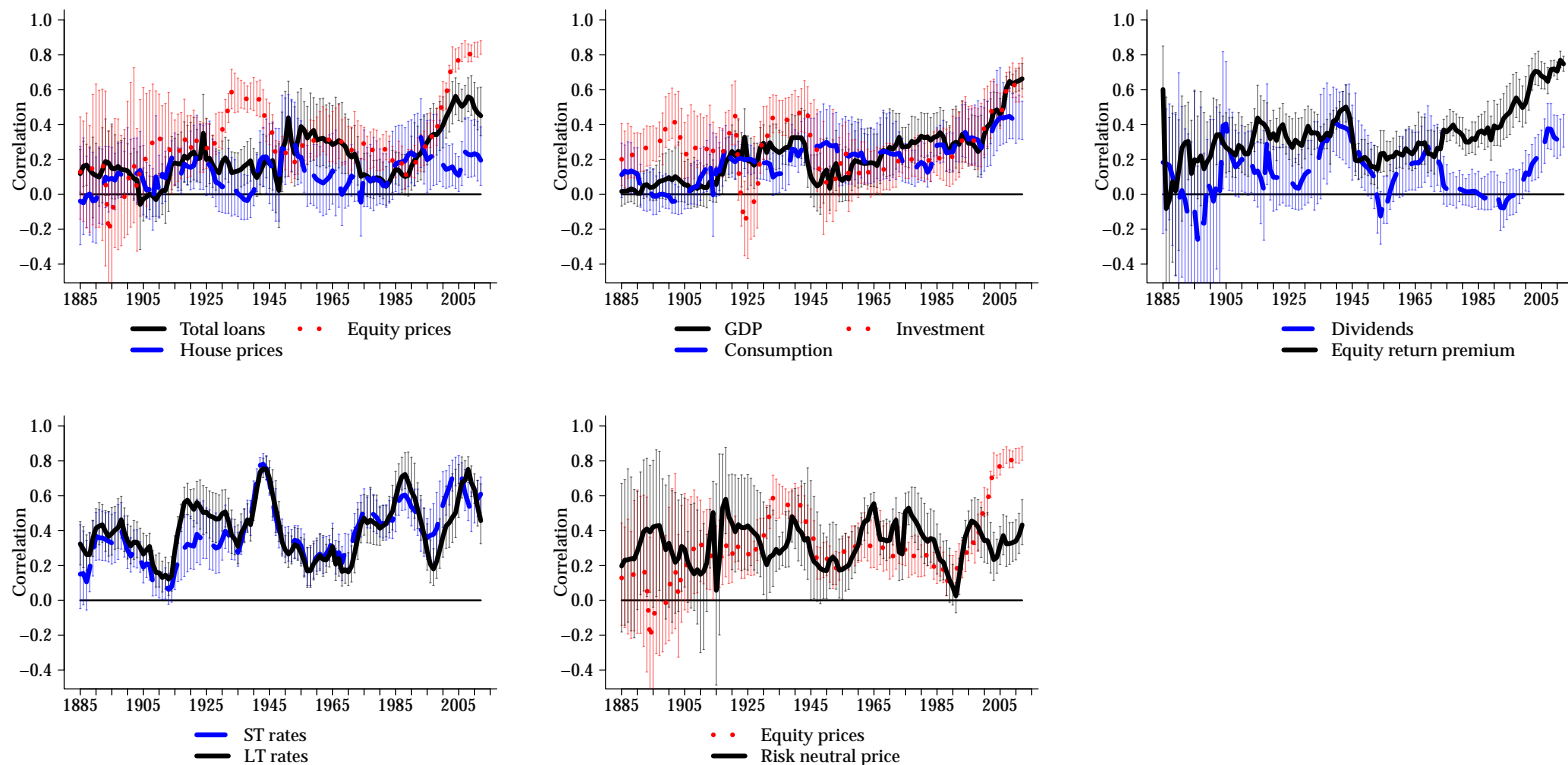 1.0
0.8
0.6
0.4
0.2
0.0
−0.2
−0.4
Correlation
1885 1905 1925 1945 1965 1985 2005
Total loans Equity prices
House prices
1.0
0.8
0.6
0.4
0.2
0.0
−0.2
−0.4
Correlation
1885 1905 1925 1945 1965 1985 2005
GDP Investment
Consumption
1.0
0.8
0.6
0.4
0.2
0.0
−0.2
−0.4
Correlation
1885 1905 1925 1945 1965 1985 2005
Dividends
Equity return premium
1.0
0.8
0.6
0.4
0.2
0.0
−0.2
−0.4
Correlation
1885 1905 1925 1945 1965 1985 2005
ST rates
LT rates
1.0
0.8
0.6
0.4
0.2
0.0
−0.2
−0.4
Correlation
1885 1905 1925 1945 1965 1985 2005
Equity prices
Risk neutral price